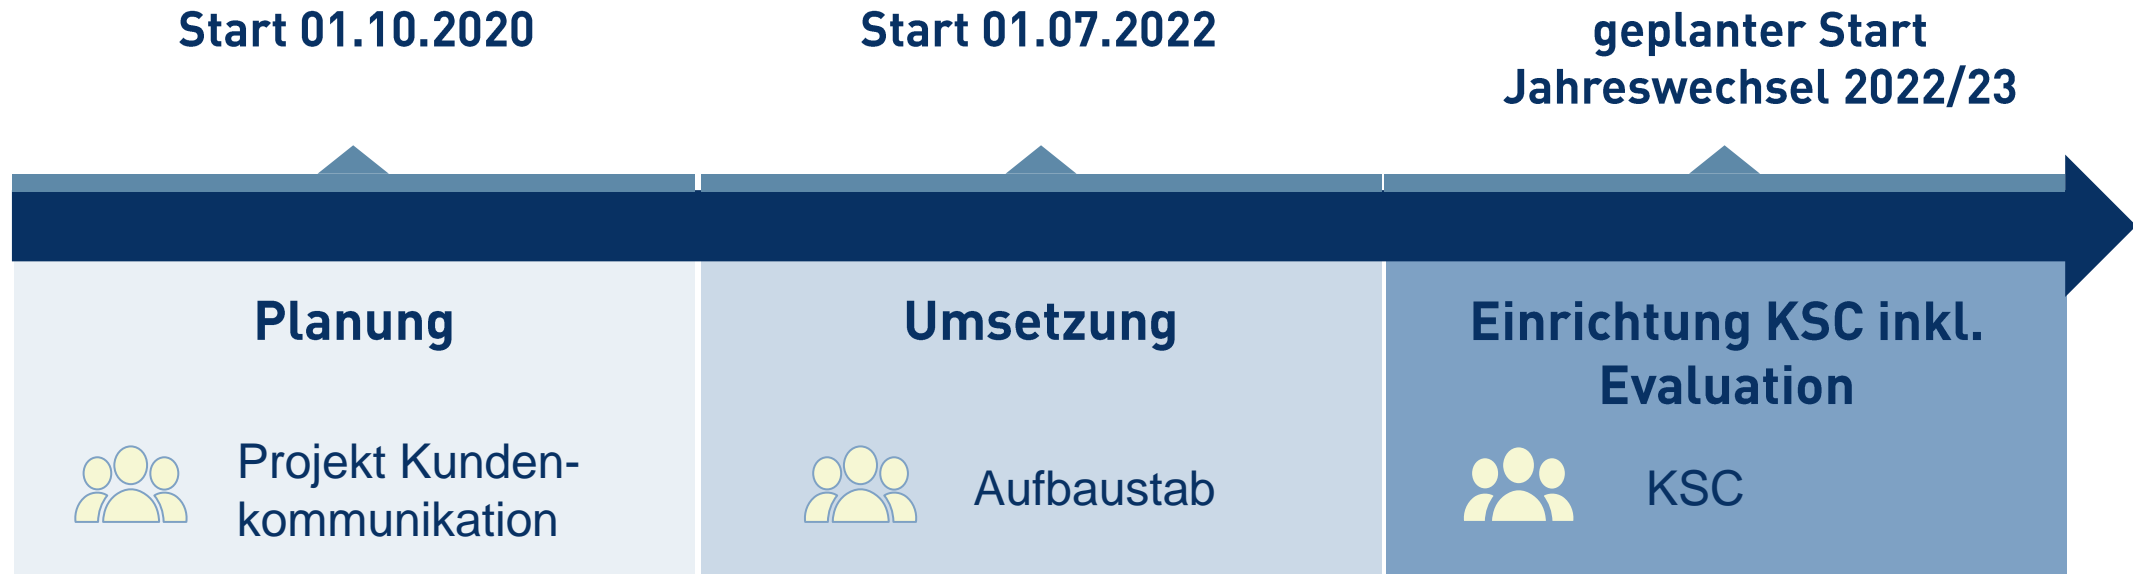 Start 01.10.2020
Start 01.07.2022
geplanter Start
Jahreswechsel 2022/23
Planung
Umsetzung
Einrichtung KSC inkl.
Evaluation
Projekt Kunden-
kommunikation
Aufbaustab
KSC